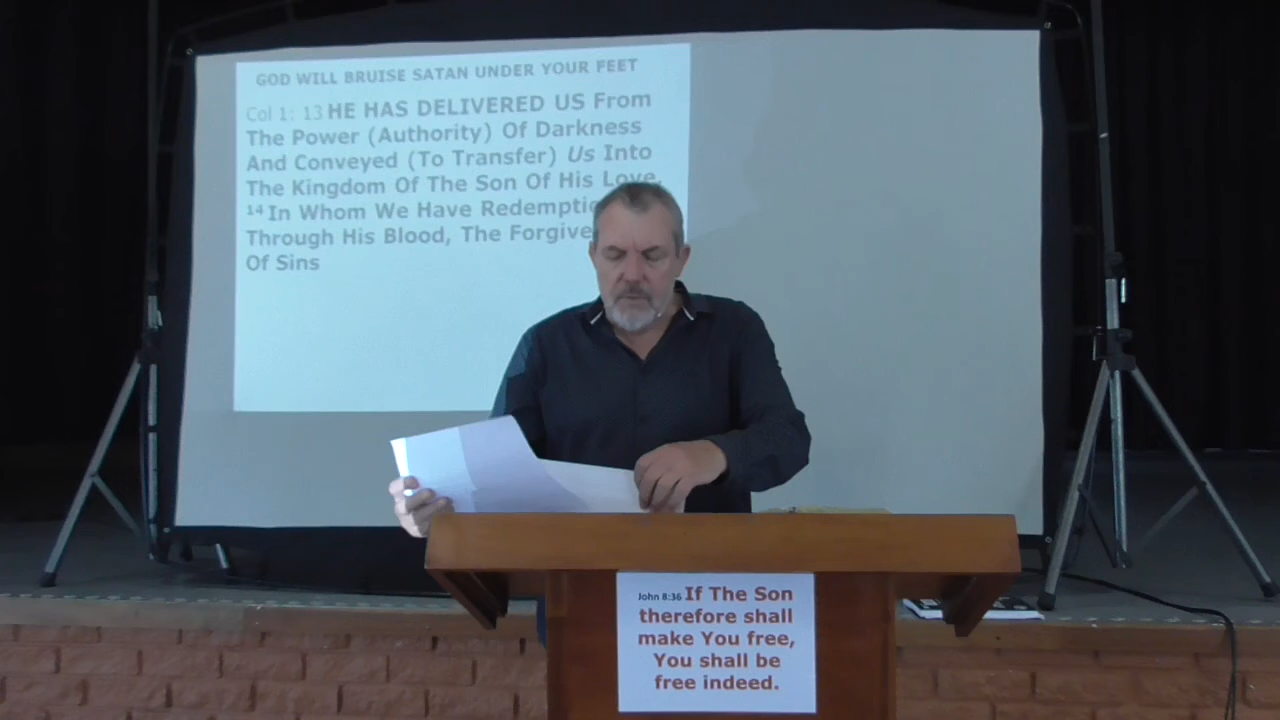 GOD WILL BRUISE SATAN UNDER YOUR FEET
Col 1: 13 HE HAS DELIVERED US From
The Power (Authority) Of Darkness
And Conveyed (To Transfer) Us Into
The Kingdom Of The Son Of His Love,
14 In Whom We Have
Through His Blood, The
Of Sins
John 8:36 If The Son
therefore shall
make You free,
You shall be
free indeed.